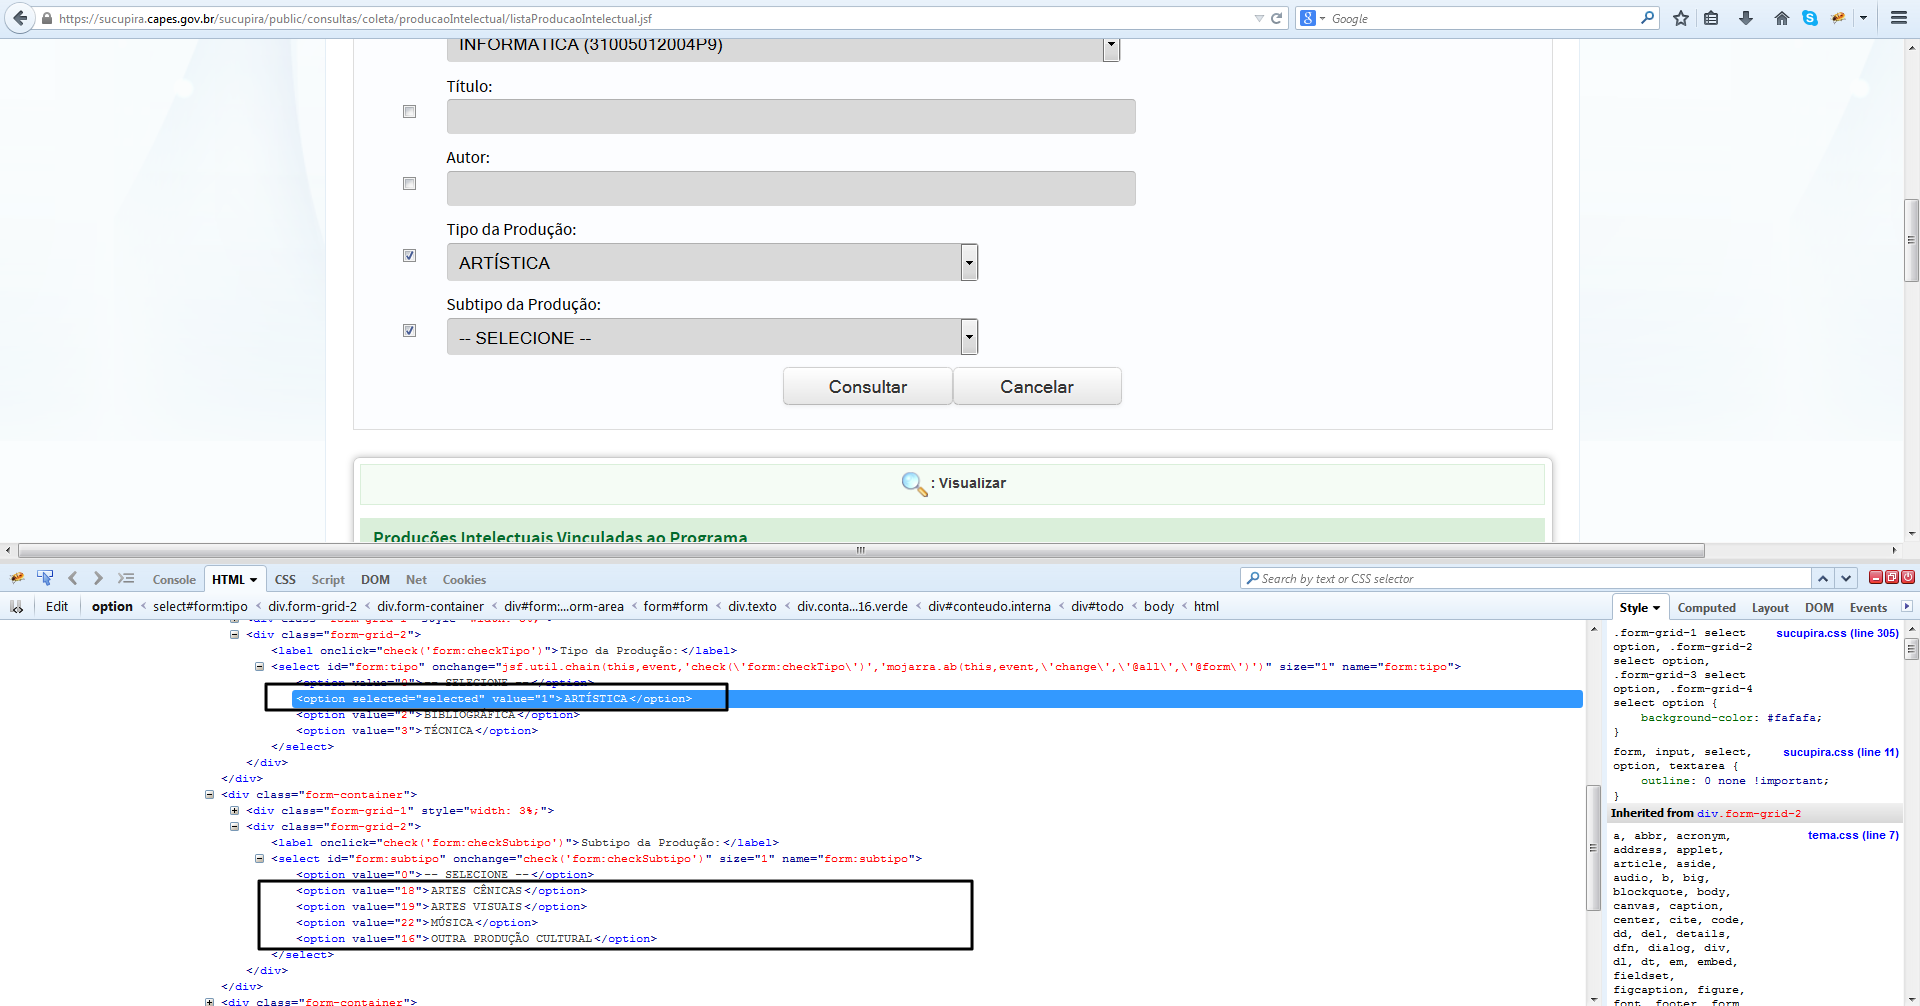 https://sucupira.capes.gov.br/sucupira/public/consultas/coleta/producaoIntelectual/listaProducaoIntelectual.jsf
Google
INFORMÁTICA (31005012004P9)
Título:
Autor:
Tipo da Produção:
ARTÍSTICA
Subtipo da Produção:
-- SELECIONE --
Consultar Cancelar
: Visualizar
Produções Intelectuais Vinculadas ao Programa
Console HTML CSS Script DOM Net Cookies
Search by text or CSS selector
Edit option < select#form:tipo < div.form-grid-2 < div.form-container < div#form:...orm-area < form#form < div.texto < div.conta...16.verde < div#conteudo.interna < div#todo < body < html
<div class="form-grid-1" style="width: 3%;">
<div class="form-grid-2">
<label onclick="check('form:checkTipo')">Tipo da Produção:</label>
<select id="form:tipo" onchange="jsf.util.chain(this,event,'check(\'form:checkTipo\')','mojarra.ab(this,event,\'change\',\'@all\',\'@form\')')" size="1" name="form:tipo">
<option value="0">-- SELECIONE --</option>
<option selected="selected" value="1">ARTÍSTICA</option>
<option value="2">BIBLIOGRÁFICA</option>
<option value="3">TÉCNICA</option>
</select>
</div>
</div>
<div class="form-container">
<div class="form-grid-1" style="width: 3%;">
<div class="form-grid-2">
<label onclick="check('form:checkSubtipo')">Subtipo da Produção:</label>
<select id="form:subtipo" onchange="check('form:checkSubtipo')" size="1" name="form:subtipo">
<option value="0">-- SELECIONE --</option>
<option value="18">ARTES CÊNICAS</option>
<option value="19">ARTES VISUAIS</option>
<option value="22">MÚSICA</option>
<option value="16">OUTRA PRODUÇÃO CULTURAL</option>
</select>
</div>
</div>
<div class="form-container">
Style Computed Layout DOM Events
.form-grid-1 select sucupira.css (line 305)
option, .form-grid-2
select option,
.form-grid-3 select
option, .form-grid-4
select option {
background-color: #fafafa;
}
form, input, select, sucupira.css (line 11)
option, textarea {
outline: 0 none !important;
}
Inherited from div.form-grid-2
a, abbr, acronym, tema.css (line 7)
address, applet,
article, aside,
audio, b, big,
blockquote, body,
canvas, caption,
center, cite, code,
dd, del, details,
dfn, dialog, div,
dl, dt, em, embed,
fieldset,
figcaption, figure,
font, footer, form,